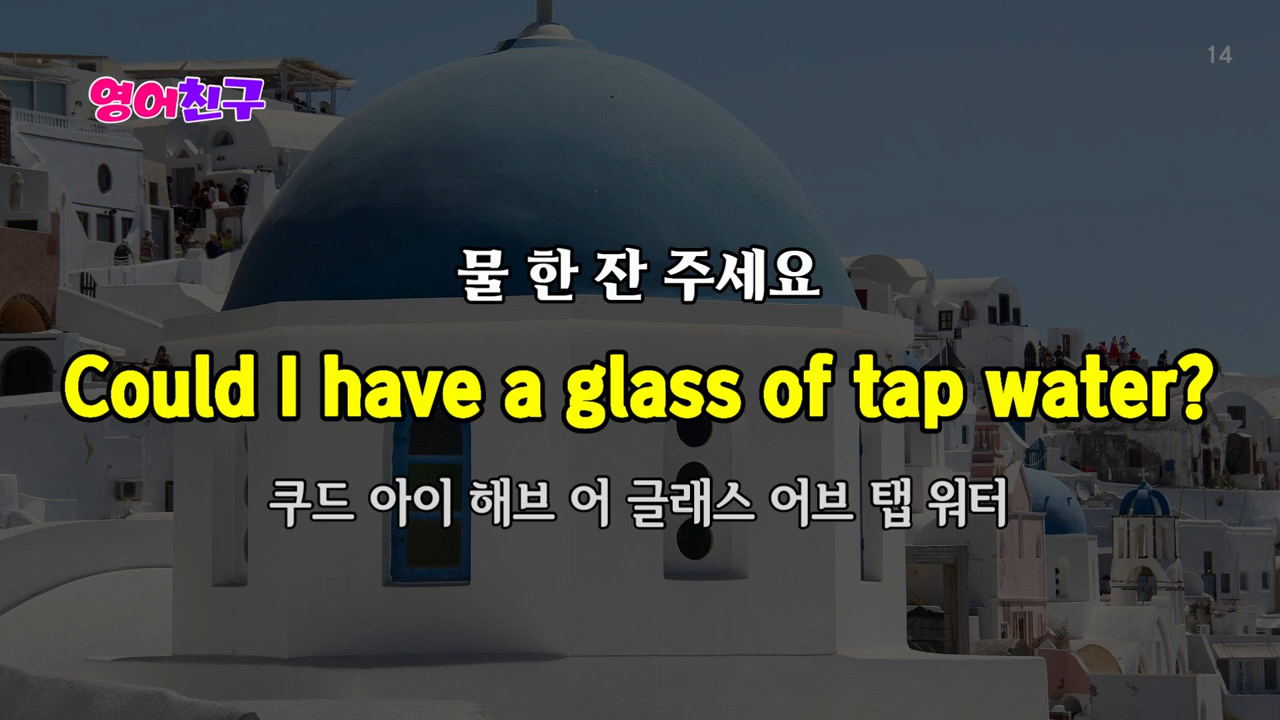 영어친구
14
물 한 잔 주세요
Could I have a glass of tap water?
쿠드 아이 해브 어 글래스 어브 탭 워터